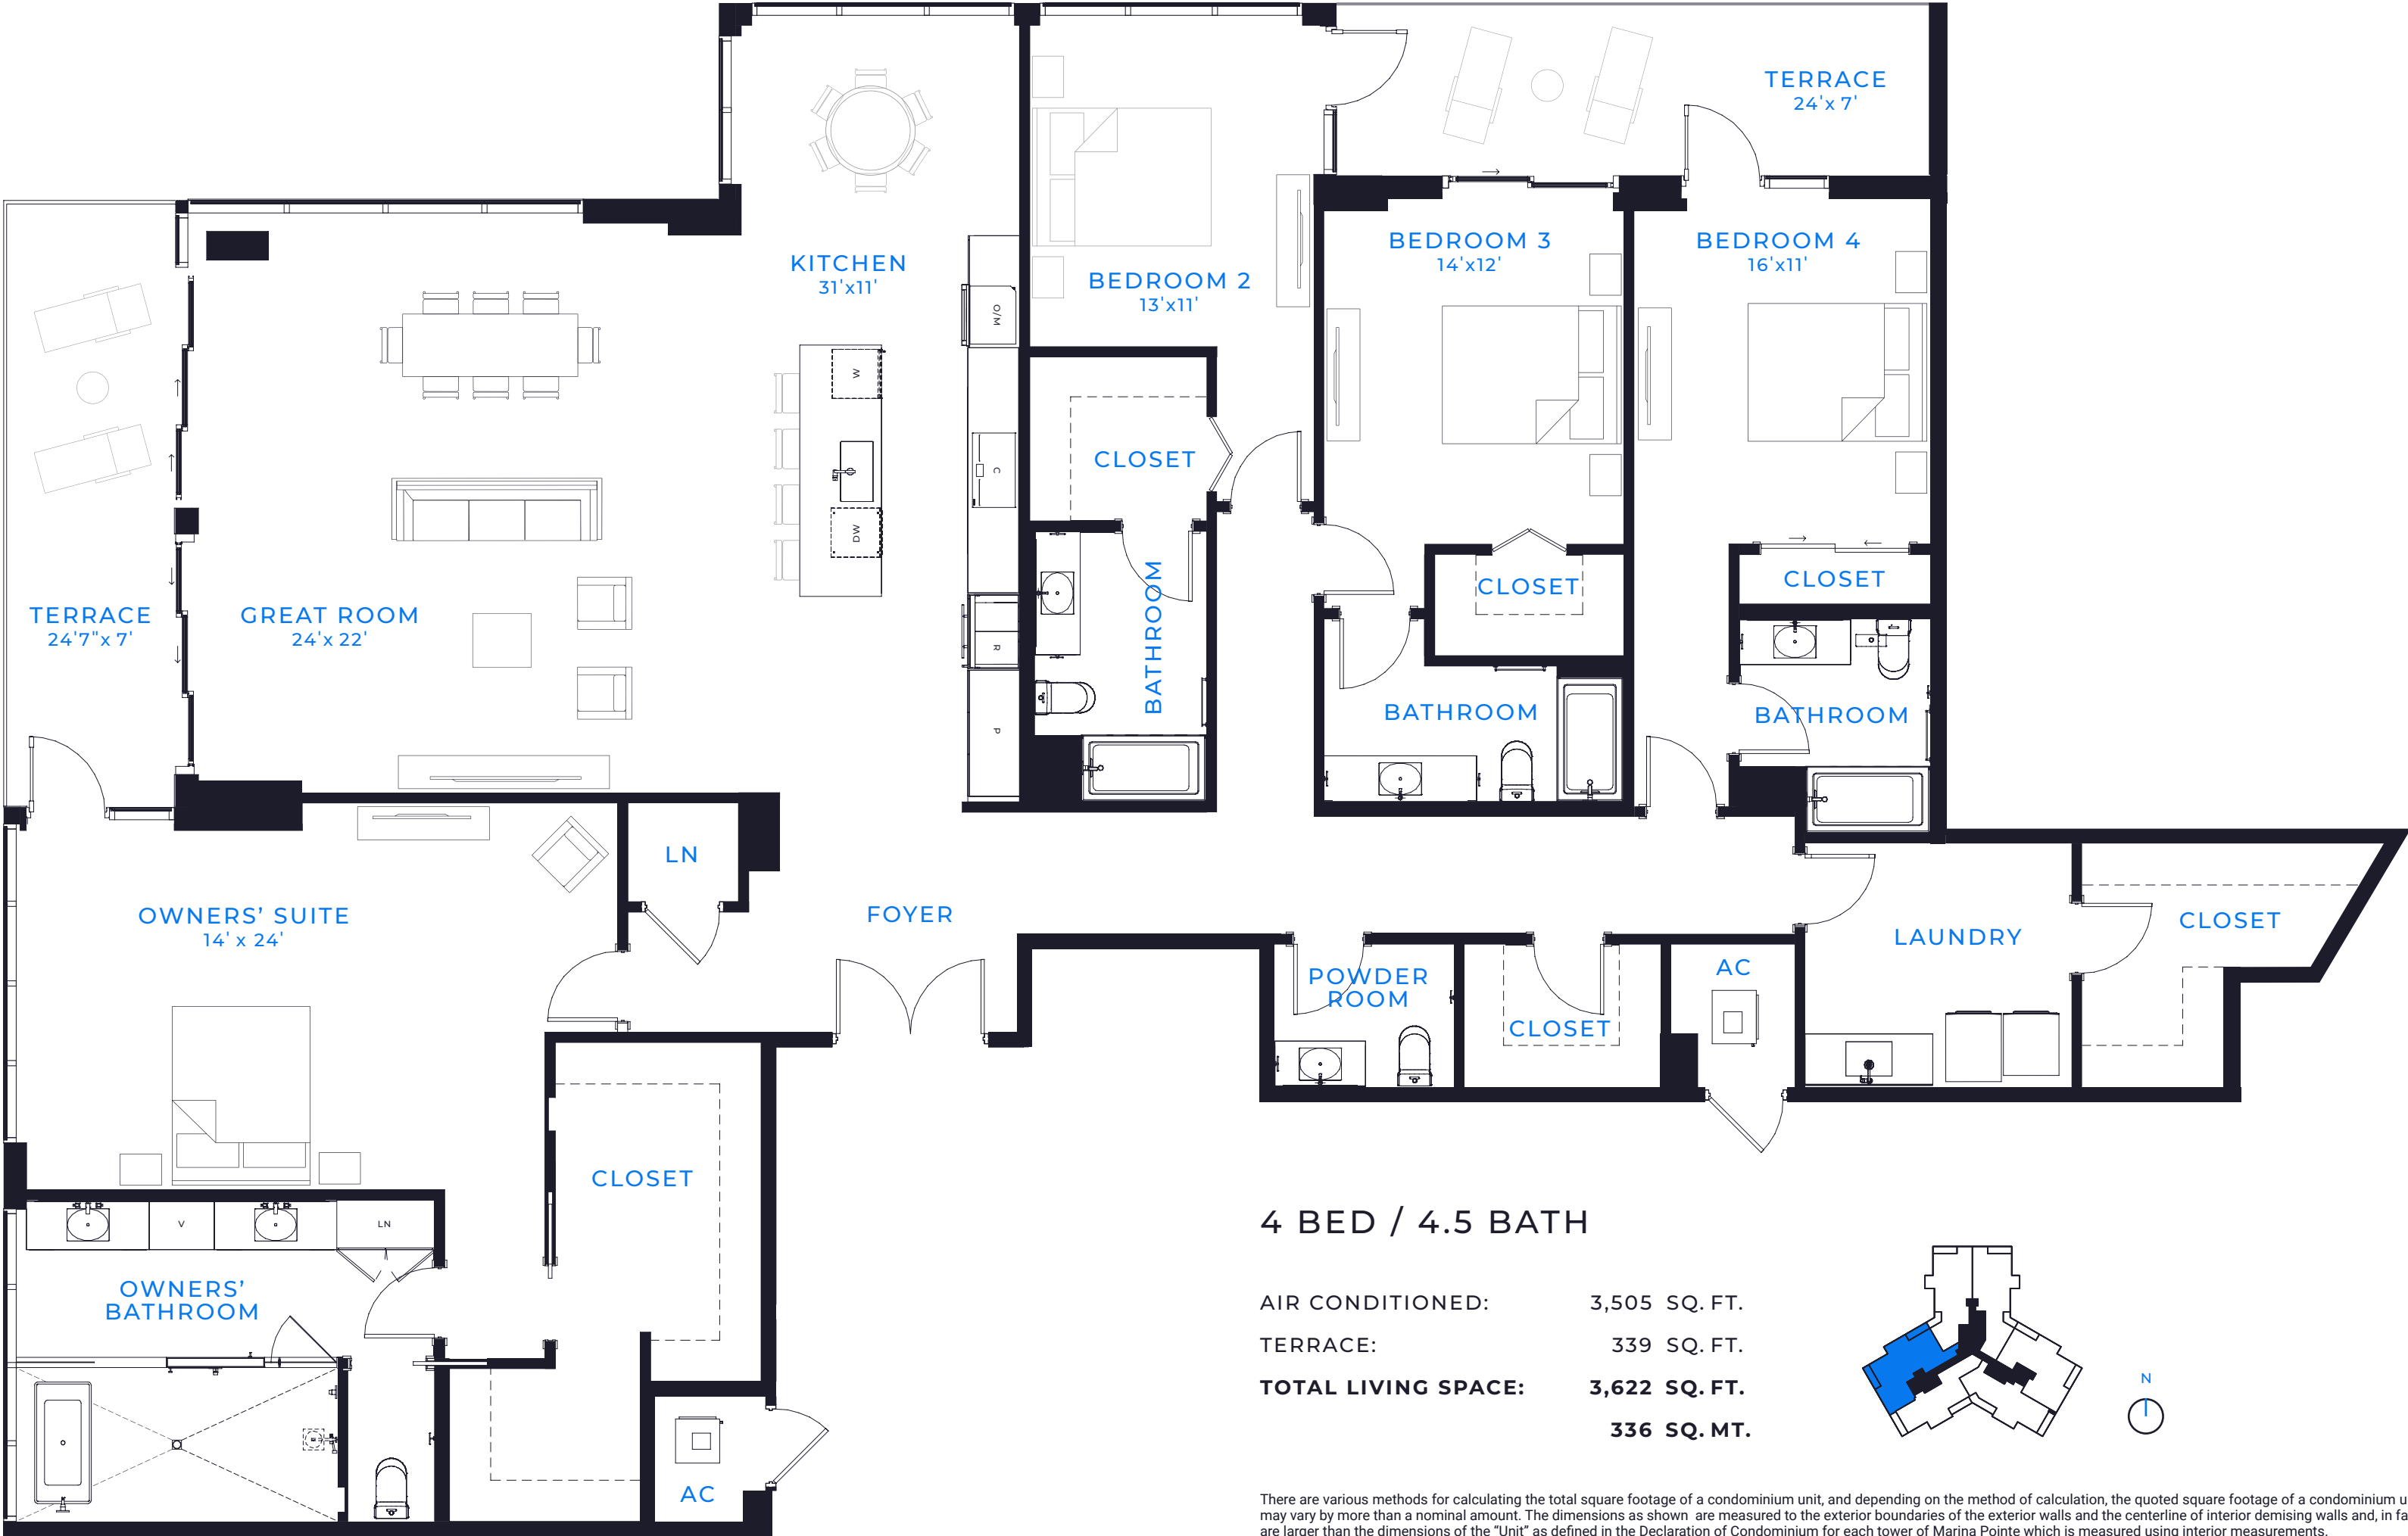 TERRACE
24'x 7'
KITCHEN
31'x11'
BEDROOM 2
13'x11'
BEDROOM 3
14'x12'
BEDROOM 4
16'x11'
O/M
W
C
DW
R
P
CLOSET
BATHROOM
CLOSET
CLOSET
TERRACE
24'7"x 7'
GREAT ROOM
24'x 22'
BATHROOM
BATHROOM
LN
OWNERS' SUITE
14' x 24'
FOYER
LAUNDRY
CLOSET
POWDER
ROOM
CLOSET
AC
CLOSET
V
LN
OWNERS'
BATHROOM
AC
4 BED / 4.5 BATH
AIR CONDITIONED: 3,505 SQ. FT.
TERRACE: 339 SQ. FT.
TOTAL LIVING SPACE: 3,622 SQ. FT.
336 SQ. MT.
N
There are various methods for calculating the total square footage of a condominium unit, and depending on the method of calculation, the quoted square footage of a condominium u
may vary by more than a nominal amount. The dimensions as shown are measured to the exterior boundaries of the exterior walls and the centerline of interior demising walls and, in fa
are larger than the dimensions of the “Unit” as defined in the Declaration of Condominium for each tower of Marina Pointe which is measured using interior measurements.